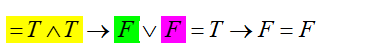 = T ∧ T → F ∨ F = T → F = F